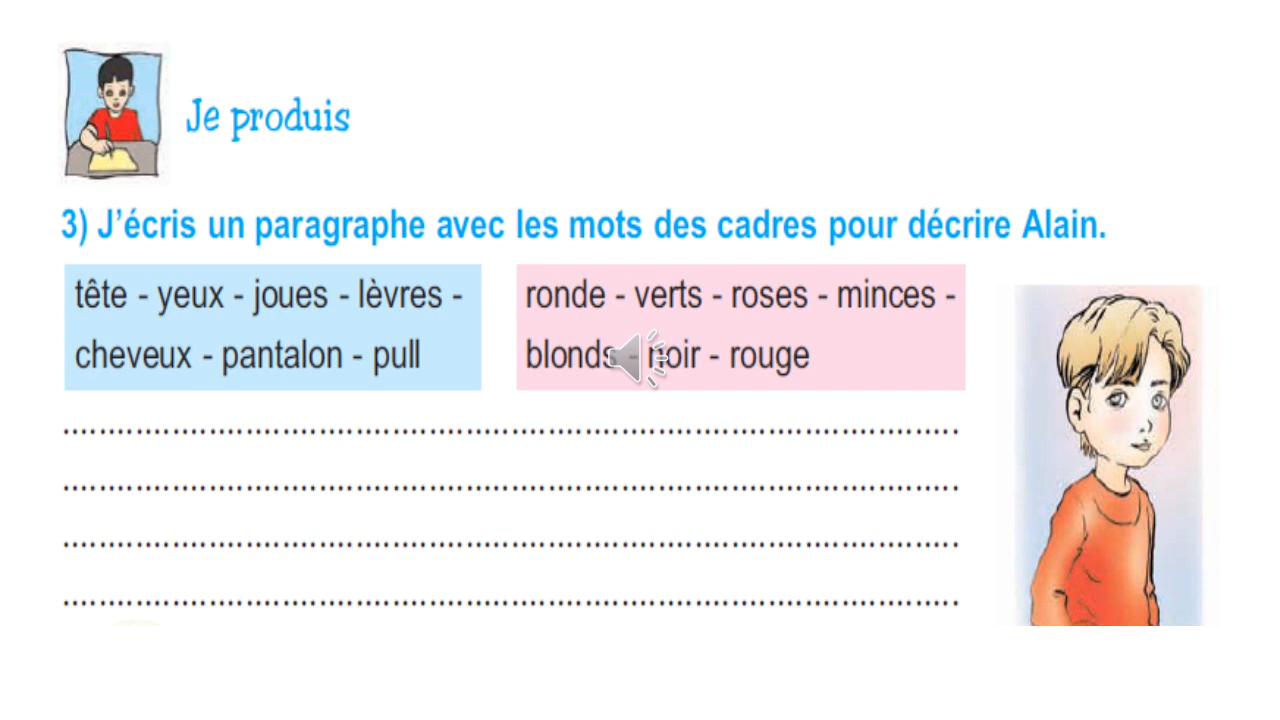 Je produis
3) J'écris un paragraphe avec les mots des cadres pour décrire Alain.
tête - yeux - joues - lèvres -
cheveux - pantalon - pull
ronde - verts - roses - minces -
blonds - noir - rouge